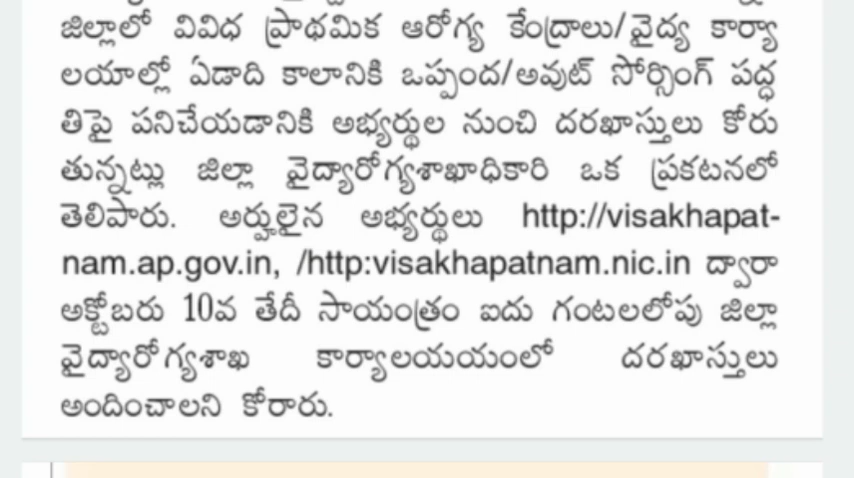 జిల్లాలో వివిధ ప్రాథమిక ఆరోగ్య కేంద్రాలు/వైద్య కార్యా
లయాల్లో ఏడాది కాలానికి ఒప్పంద/అవుట్ సోర్సింగ్ పద్ధ
తిపై పనిచేయడానికి అభ్యర్థుల నుంచి దరఖాస్తులు కోరు
తున్నట్లు జిల్లా వైద్యారోగ్యశాఖాధికారి ఒక ప్రకటనలో
తెలిపారు. అర్హులైన అభ్యర్థులు http://visakhapat-
nam.ap.gov.in, /http:visakhapatnam.nic.in ద్వారా
అక్టోబరు 10వ తేదీ సాయంత్రం ఐదు గంటలలోపు జిల్లా
వైద్యారోగ్యశాఖ కార్యాలయయంలో దరఖాస్తులు
అందించాలని కోరారు.